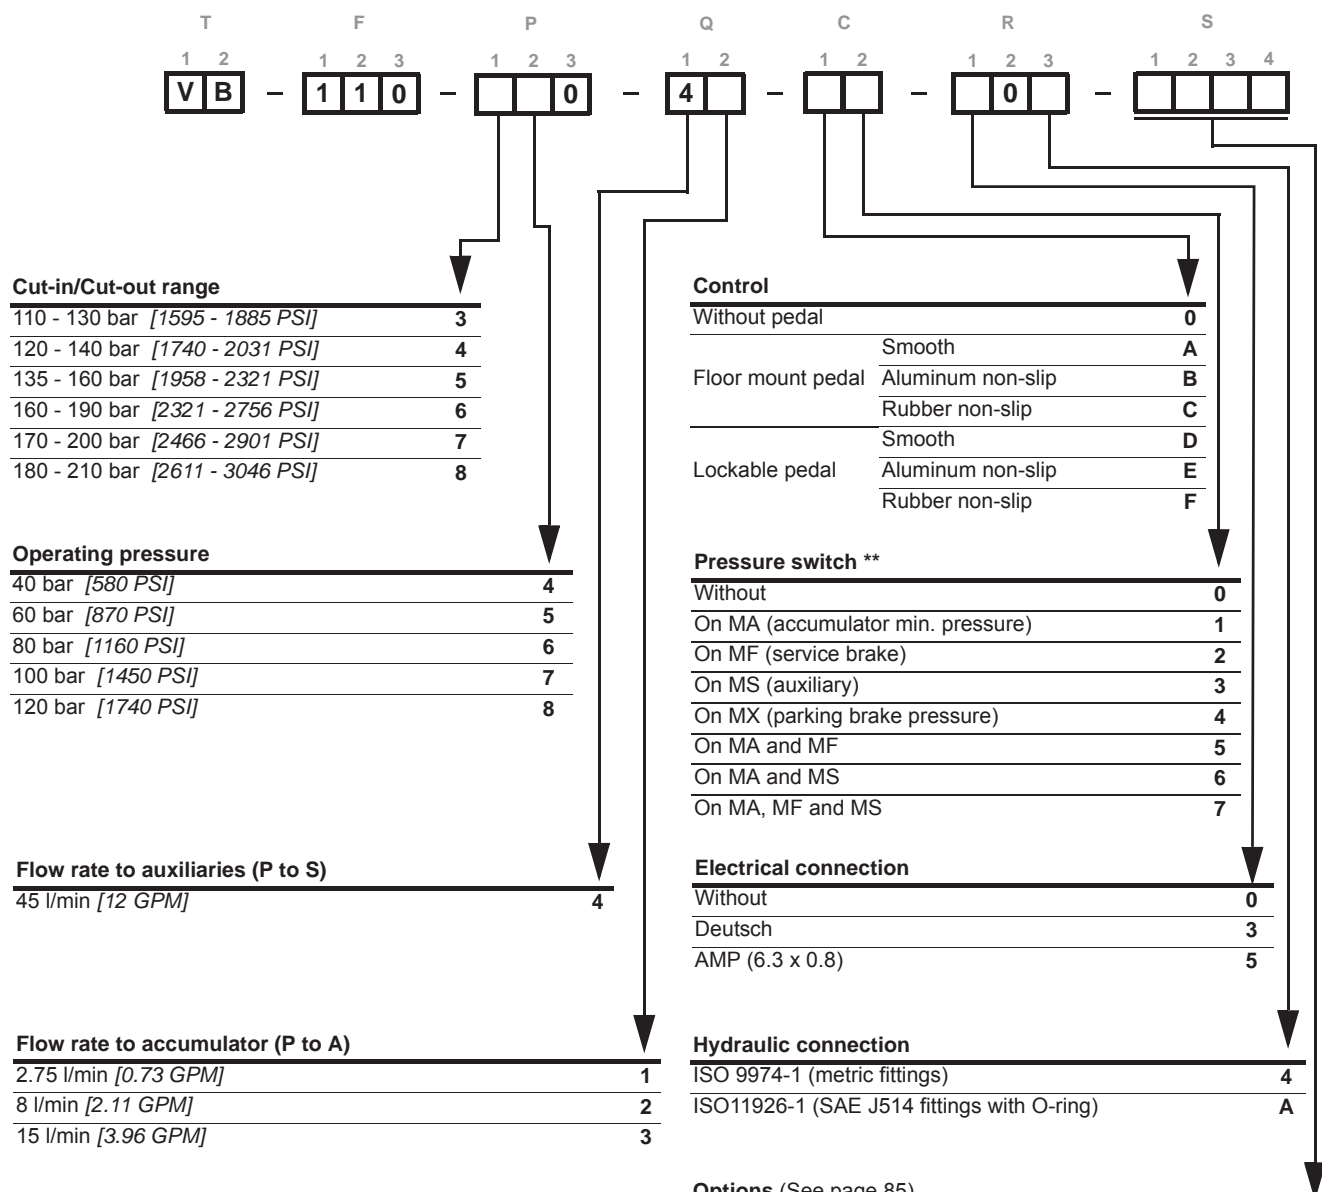 T F P Q C R S
1 2 1 2 3 1 2 3 1 2 1 2 1 2 3 1 2 3 4
V B – 1 1 0 – 0 – 4 – – 0 –
Cut-in/Cut-out range
110 - 130 bar [1595 - 1885 PSI] 3
120 - 140 bar [1740 - 2031 PSI] 4
135 - 160 bar [1958 - 2321 PSI] 5
160 - 190 bar [2321 - 2756 PSI] 6
170 - 200 bar [2466 - 2901 PSI] 7
180 - 210 bar [2611 - 3046 PSI] 8
Operating pressure
40 bar [580 PSI] 4
60 bar [870 PSI] 5
80 bar [1160 PSI] 6
100 bar [1450 PSI] 7
120 bar [1740 PSI] 8
Flow rate to auxiliaries (P to S)
45 l/min [12 GPM] 4
Flow rate to accumulator (P to A)
2.75 l/min [0.73 GPM] 1
8 l/min [2.11 GPM] 2
15 l/min [3.96 GPM] 3
Control
Without pedal 0
Smooth A
Floor mount pedal Aluminum non-slip B
Rubber non-slip C
Smooth D
Lockable pedal Aluminum non-slip E
Rubber non-slip F
Pressure switch **
Without 0
On MA (accumulator min. pressure) 1
On MF (service brake) 2
On MS (auxiliary) 3
On MX (parking brake pressure) 4
On MA and MF 5
On MA and MS 6
On MA, MF and MS 7
Electrical connection
Without 0
Deutsch 3
AMP (6.3 x 0.8) 5
Hydraulic connection
ISO 9974-1 (metric fittings) 4
ISO11926-1 (SAE J514 fittings with O-ring) A
Options (See page 85)